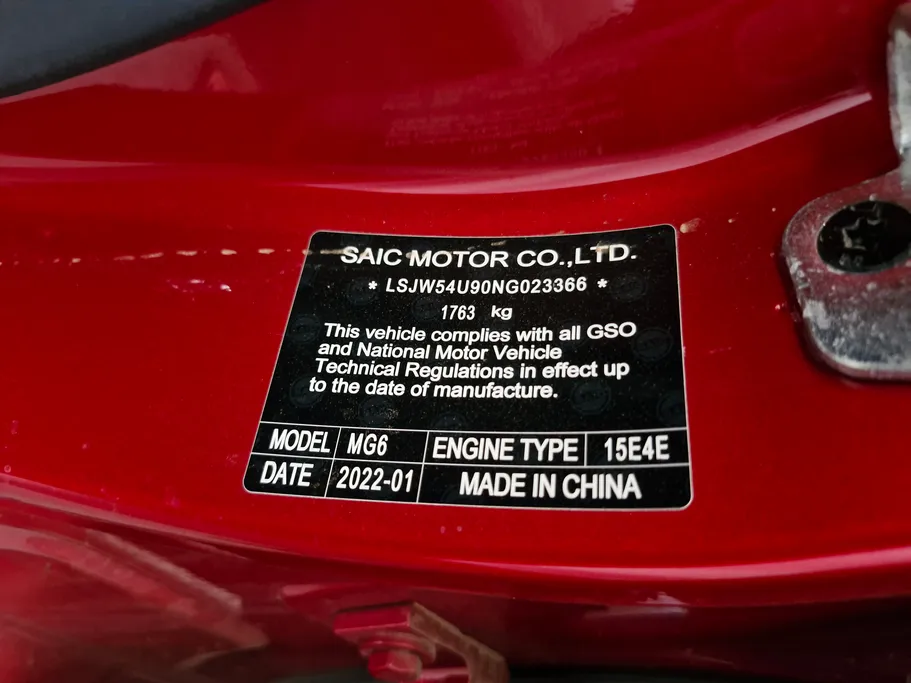 SAIC MOTOR CO.,LTD.
* LSJW54U90NG023366 *
1763 kg
This vehicle complies with all GSO
and National Motor Vehicle
Technical Regulations in effect up
to the date of manufacture.
MODEL MG6 ENGINE TYPE 15E4E
DATE 2022-01 MADE IN CHINA